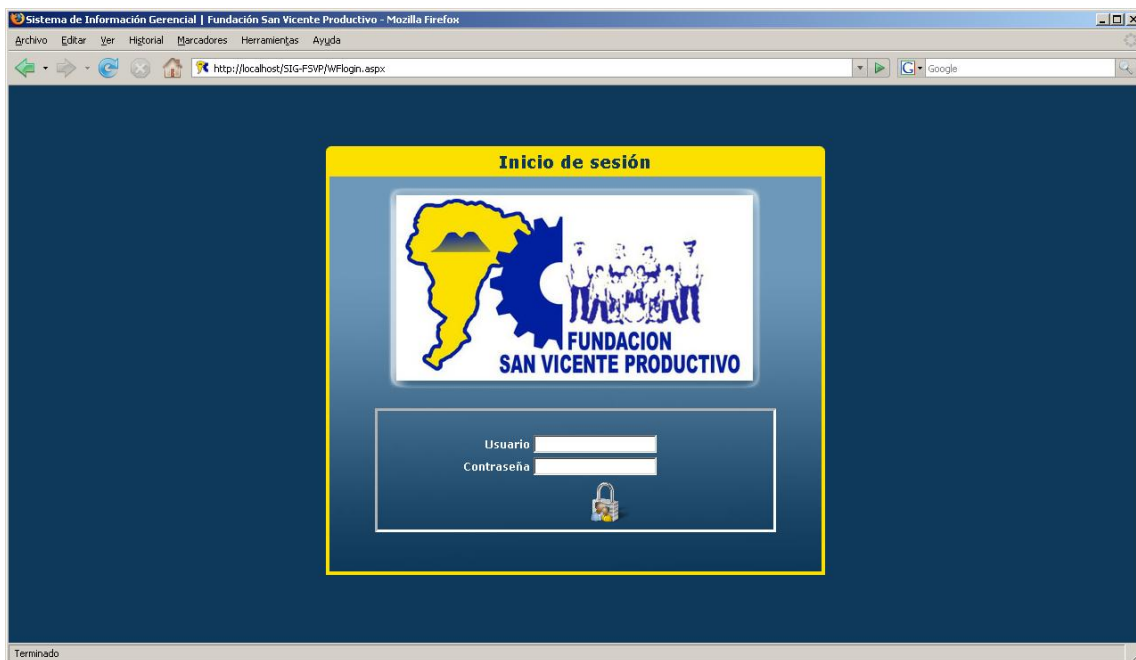 Sistema de Información Gerencial | Fundación San Vicente Productivo - Mozilla Firefox
Archivo Editar Ver Historial Marcadores Herramientas Ayuda
http://localhost/SIG-FSVP/WFlogin.aspx
G Google
Inicio de sesión
FUNDACION
SAN VICENTE PRODUCTIVO
Usuario
Contraseña
Terminado